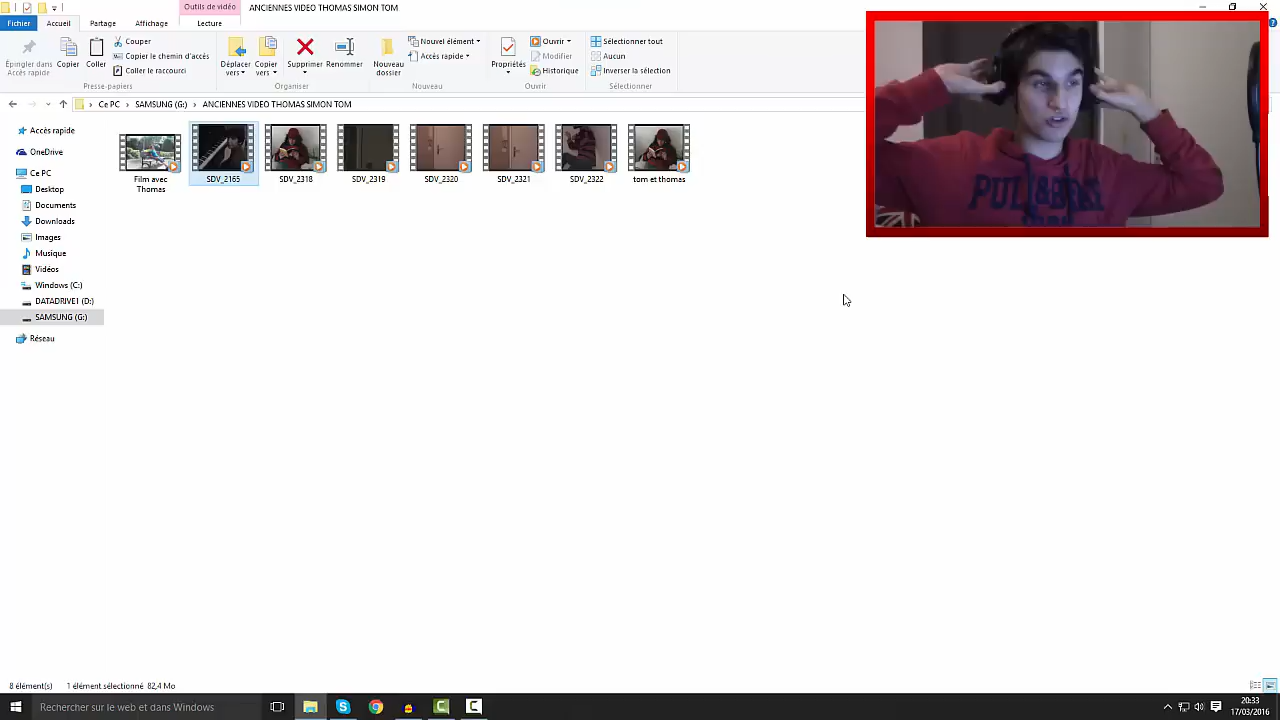 Outils de vidéo ANCIENNES VIDEO THOMAS SIMON TOM
Fichier Accueil Partage Affichage Lecture
Épingler dans Accès rapide
Copier
Coller
Couper
Copier le chemin d'accès
Coller le raccourci
Presse-papiers
Déplacer vers
Copier vers
Supprimer
Renommer
Organiser
Nouveau dossier
Nouvel élément
Accès rapide
Nouveau
Propriétés
Ouvrir
Modifier
Historique
Ouvrir
Sélectionner tout
Aucun
Inverser la sélection
Sélectionner
Ce PC SAMSUNG (G:) ANCIENNES VIDEO THOMAS SIMON TOM
Accès rapide
OneDrive
Ce PC
Desktop
Documents
Downloads
Images
Musique
Vidéos
Windows (C:)
DATADRIVE1 (D:)
SAMSUNG (G:)
Réseau
Film avec Thomas
SDV_2165
SDV_2318
SDV_2319
SDV_2320
SDV_2321
SDV_2322
tom et thomas
8 élément(s) 1 élément sélectionné 82,4 Mo
Rechercher sur le web et dans Windows
20:33
17/03/2016